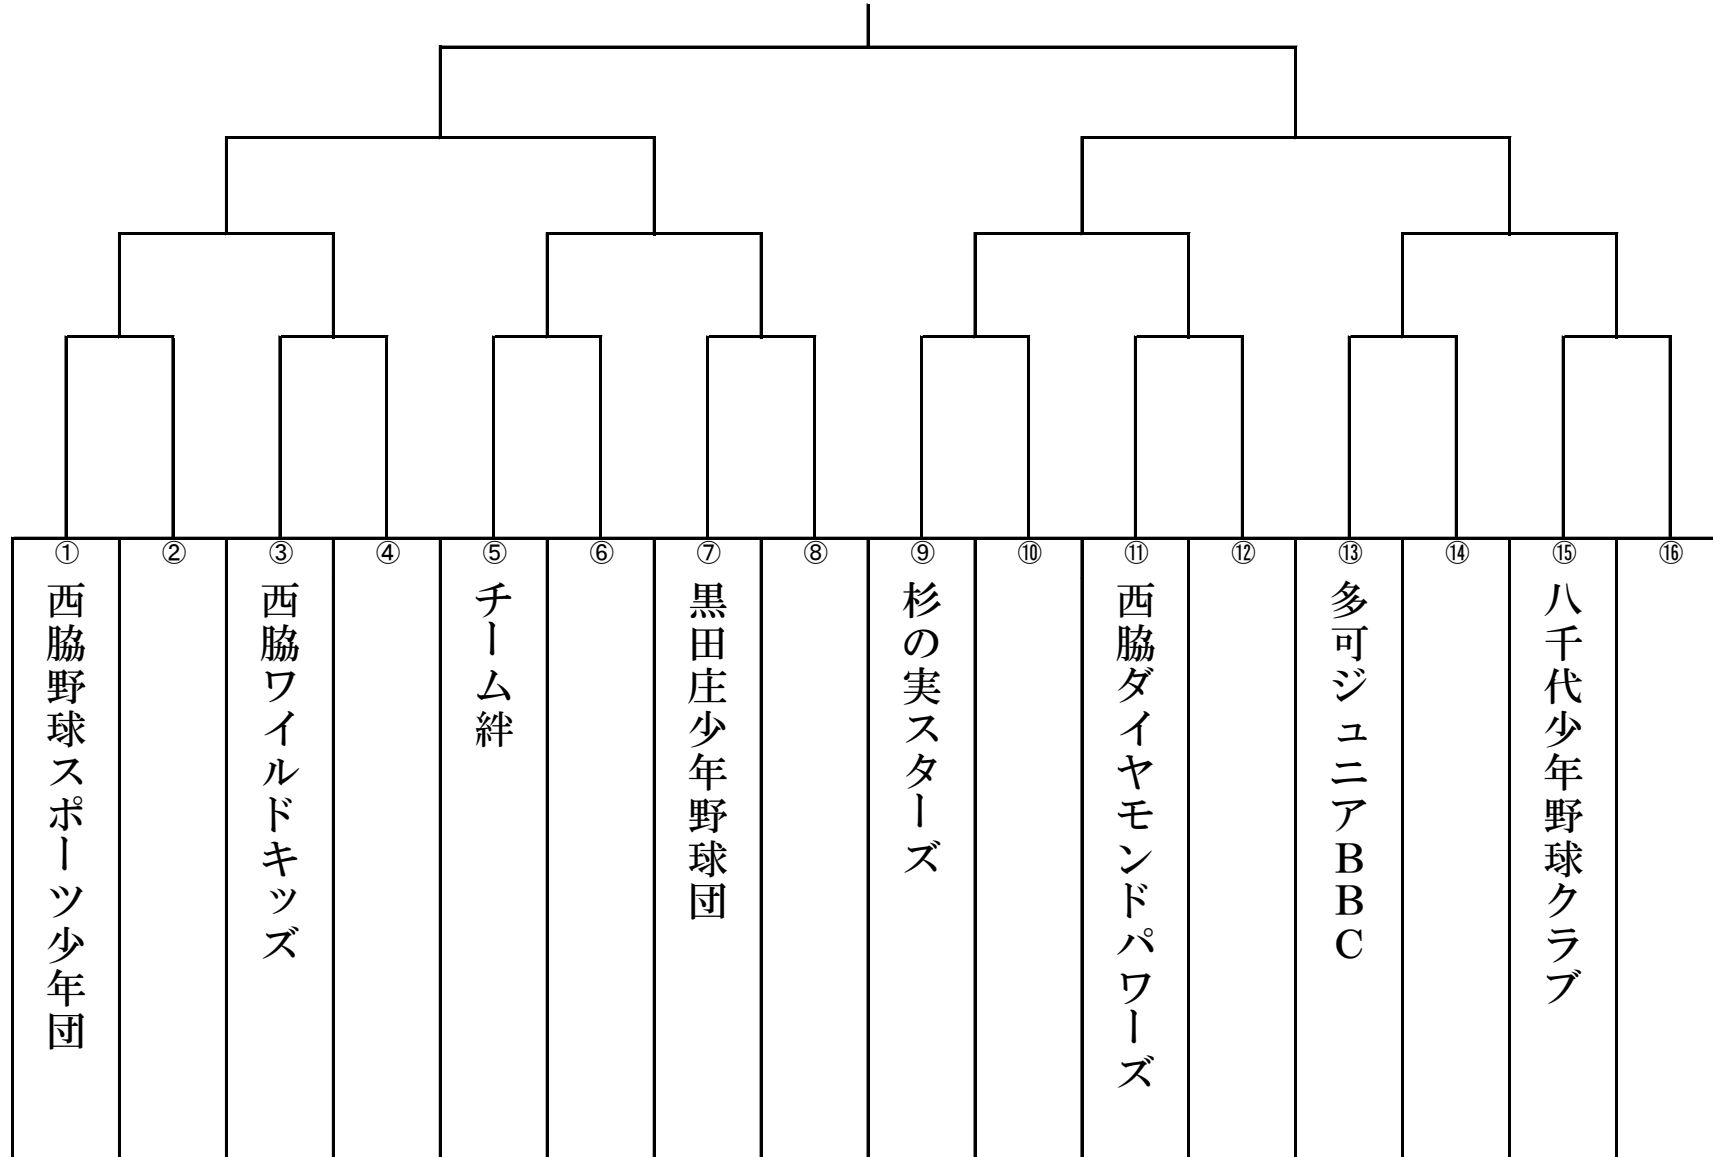 ①
西脇野球スポーツ少年団
②
③
西脇ワイルドキッズ
④
⑤
チーム絆
⑥
⑦
黒田庄少年野球団
⑧
⑨
杉の実スターズ
⑩
⑪
西脇ダイヤモンドパワーズ
⑫
⑬
多可ジュニアＢＢＣ
⑭
⑮
八千代少年野球クラブ
⑯